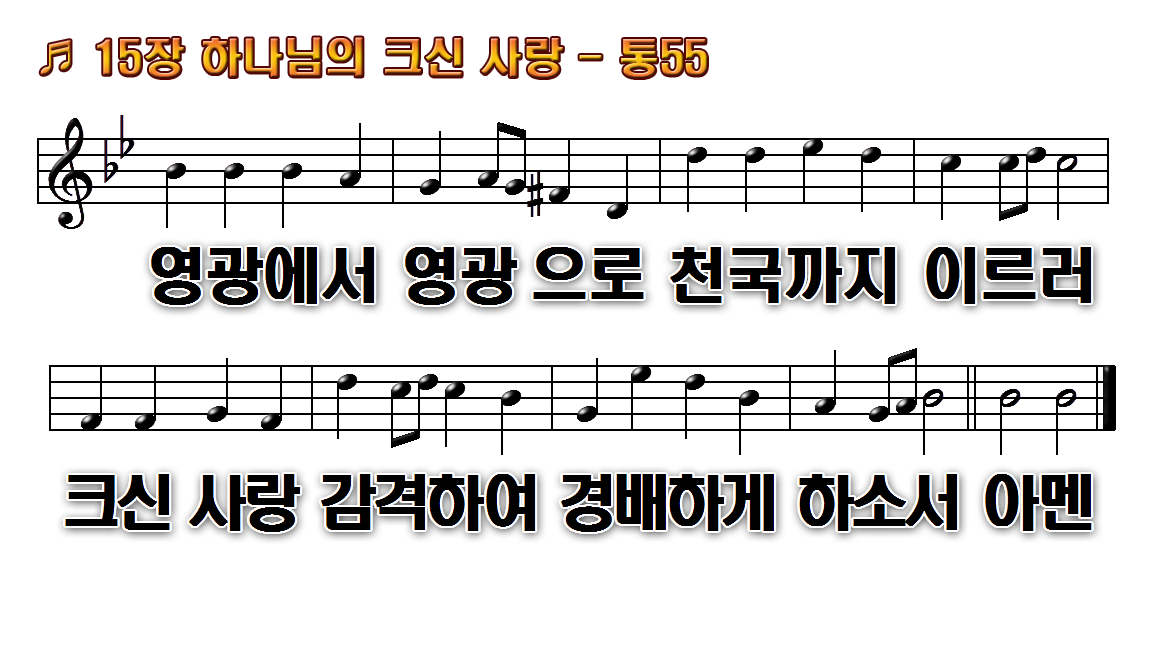 15장 하나님의 크신 사랑 - 통55
영광에서 영광으로 천국까지 이르러
크신 사랑 감격하여 경배하게 하소서 아멘